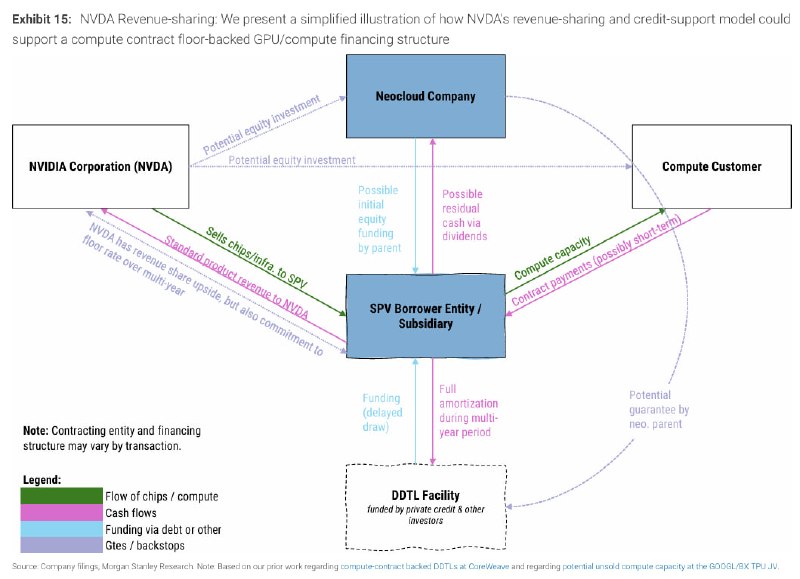 Exhibit 15: NVDA Revenue-sharing: We present a simplified illustration of how NVDA's revenue-sharing and credit-support model could
support a compute contract floor-backed GPU/compute financing structure
Neocloud Company
Potential equity investment
NVIDIA Corporation (NVDA)
Potential equity investment
Compute Customer
Possible
initial
equity
funding
by parent
Possible
residual
cash via
dividends
Sells chips/infra. to SPV
Standard product revenue to NVDA
NVDA has revenue share upside, but also commitment to
floor rate over multi-year
Compute capacity
Contract payments (possibly short-term)
SPV Borrower Entity /
Subsidiary
Funding
(delayed
draw)
Full
amortization
during multi-
year period
Potential
guarantee by
neo. parent
Note: Contracting entity and financing
structure may vary by transaction.
DDTL Facility
funded by private credit & other
investors
Legend:
Flow of chips / compute
Cash flows
Funding via debt or other
Gtes / backstops
Source: Company filings, Morgan Stanley Research. Note: Based on our prior work regarding compute-contract backed DDTLs at CoreWeave and regarding potential unsold compute capacity at the GOOGL/BX TPU JV.